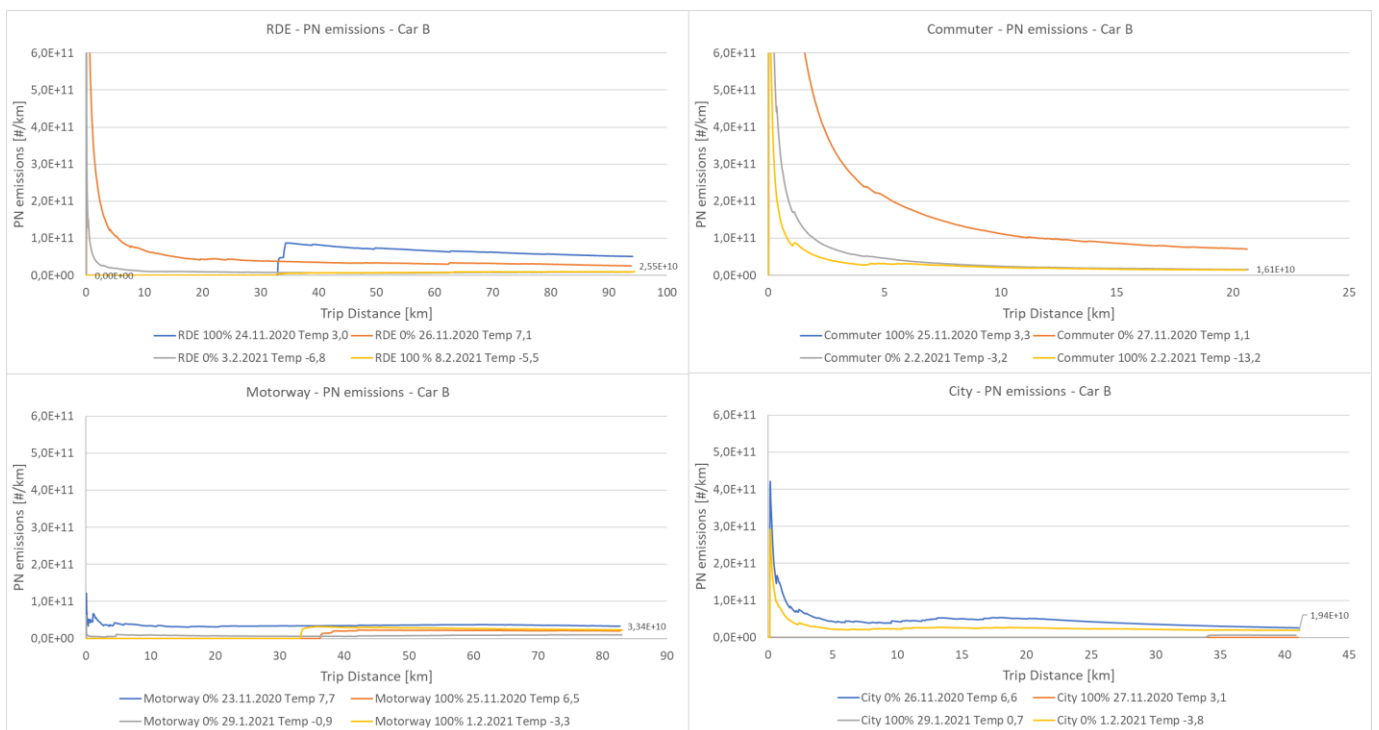 RDE - PN emissions - Car B
PN emissions [#/km]
6,0E+11
5,0E+11
4,0E+11
3,0E+11
2,0E+11
1,0E+11
0,0E+00
0,00E+00
2,55E+10
0 10 20 30 40 50 60 70 80 90 100
Trip Distance [km]
RDE 100% 24.11.2020 Temp 3,0 RDE 0% 26.11.2020 Temp 7,1
RDE 0% 3.2.2021 Temp -6,8 RDE 100 % 8.2.2021 Temp -5,5
Commuter - PN emissions - Car B
PN emissions [#/km]
6,0E+11
5,0E+11
4,0E+11
3,0E+11
2,0E+11
1,0E+11
0,0E+00
1,61E+10
0 5 10 15 20 25
Trip Distance [km]
Commuter 100% 25.11.2020 Temp 3,3 Commuter 0% 27.11.2020 Temp 1,1
Commuter 0% 2.2.2021 Temp -3,2 Commuter 100% 2.2.2021 Temp -13,2
Motorway - PN emissions - Car B
PN emissions [#/km]
6,0E+11
5,0E+11
4,0E+11
3,0E+11
2,0E+11
1,0E+11
0,0E+00
3,34E+10
0 10 20 30 40 50 60 70 80 90
Trip Distance [km]
Motorway 0% 23.11.2020 Temp 7,7 Motorway 100% 25.11.2020 Temp 6,5
Motorway 0% 29.1.2021 Temp -0,9 Motorway 100% 1.2.2021 Temp -3,3
City - PN emissions - Car B
PN emissions [#/km]
6,0E+11
5,0E+11
4,0E+11
3,0E+11
2,0E+11
1,0E+11
0,0E+00
1,94E+10
0 5 10 15 20 25 30 35 40 45
Trip Distance [km]
City 0% 26.11.2020 Temp 6,6 City 100% 27.11.2020 Temp 3,1
City 100% 29.1.2021 Temp 0,7 City 0% 1.2.2021 Temp -3,8